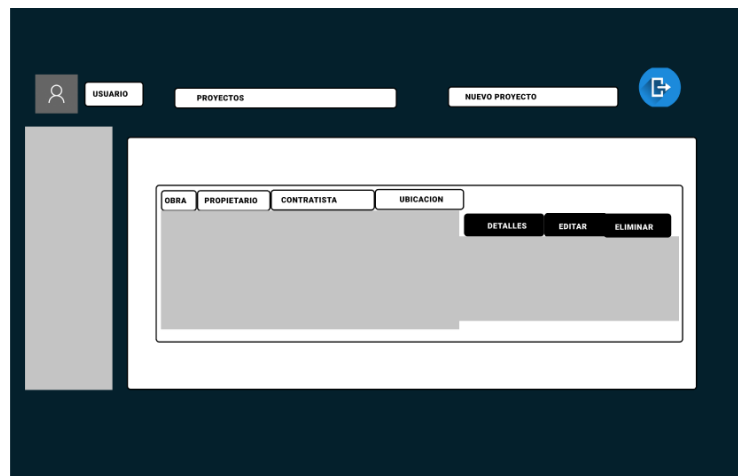 USUARIO
PROYECTOS
NUEVO PROYECTO
OBRA PROPIETARIO CONTRATISTA UBICACION
DETALLES EDITAR ELIMINAR